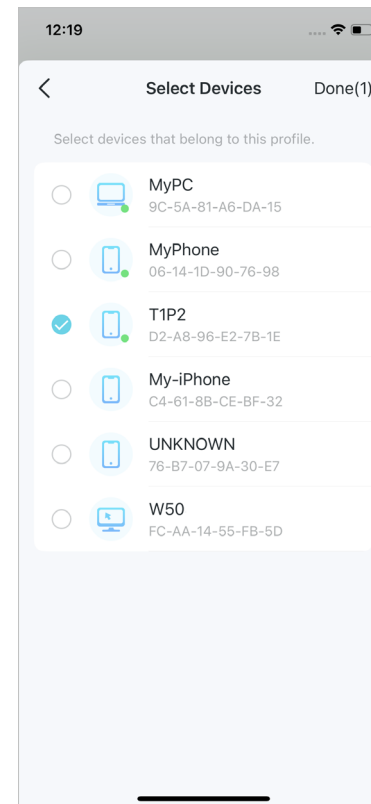 12:19
Select Devices
Done(1)
Select devices that belong to this profile.
MyPC
9C-5A-81-A6-DA-15
MyPhone
06-14-1D-90-76-98
T1P2
D2-A8-96-E2-7B-1E
My-iPhone
C4-61-8B-CE-BF-32
UNKNOWN
76-B7-07-9A-30-E7
W50
FC-AA-14-55-FB-5D